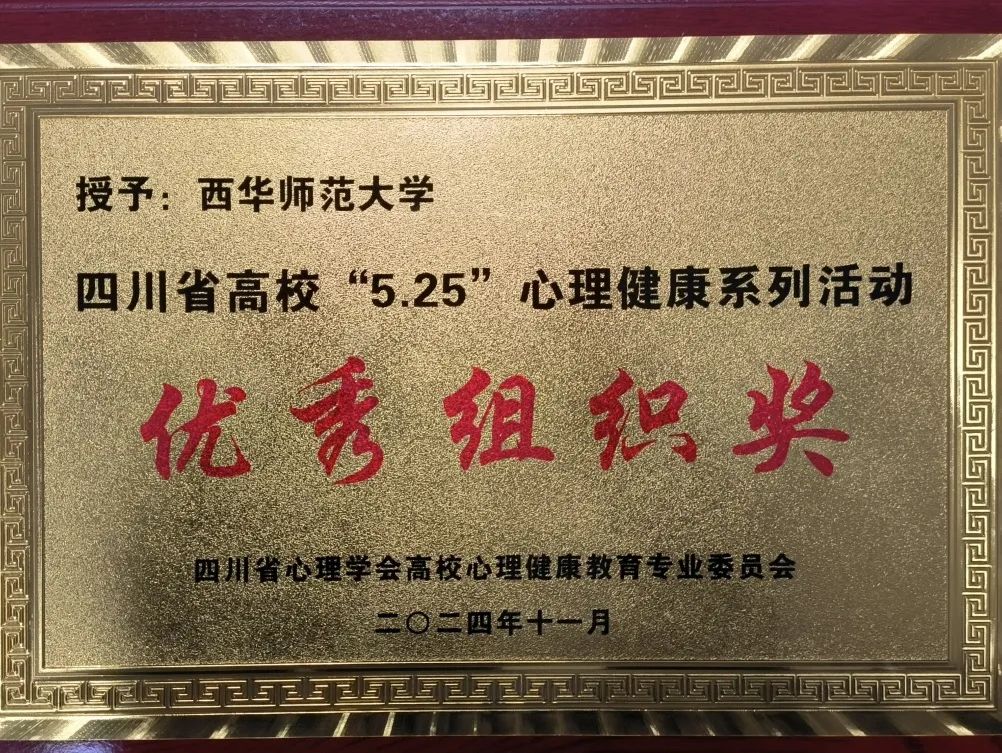 授予：西华师范大学
四川省高校“5.25”心理健康系列活动
优秀组织奖
四川省心理学会高校心理健康教育专业委员会
二〇二四年十一月